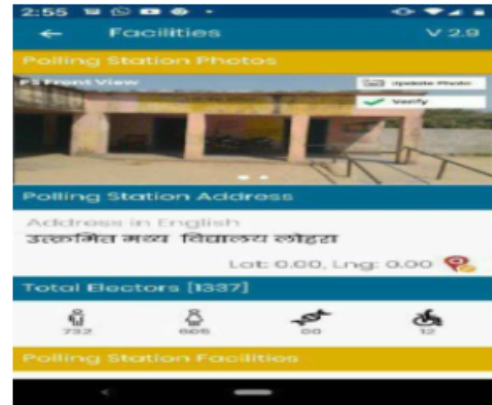 2:55
Facilities V 2.9
Polling Station Photos
PS Front View
Update Photo
Verify
Polling Station Address
Address in English
उत्क्रमित मध्य विद्यालय लोहरा
Lat: 0.00, Lng: 0.00
Total Electors [1337]
732 605 00 12
Polling Station Facilities